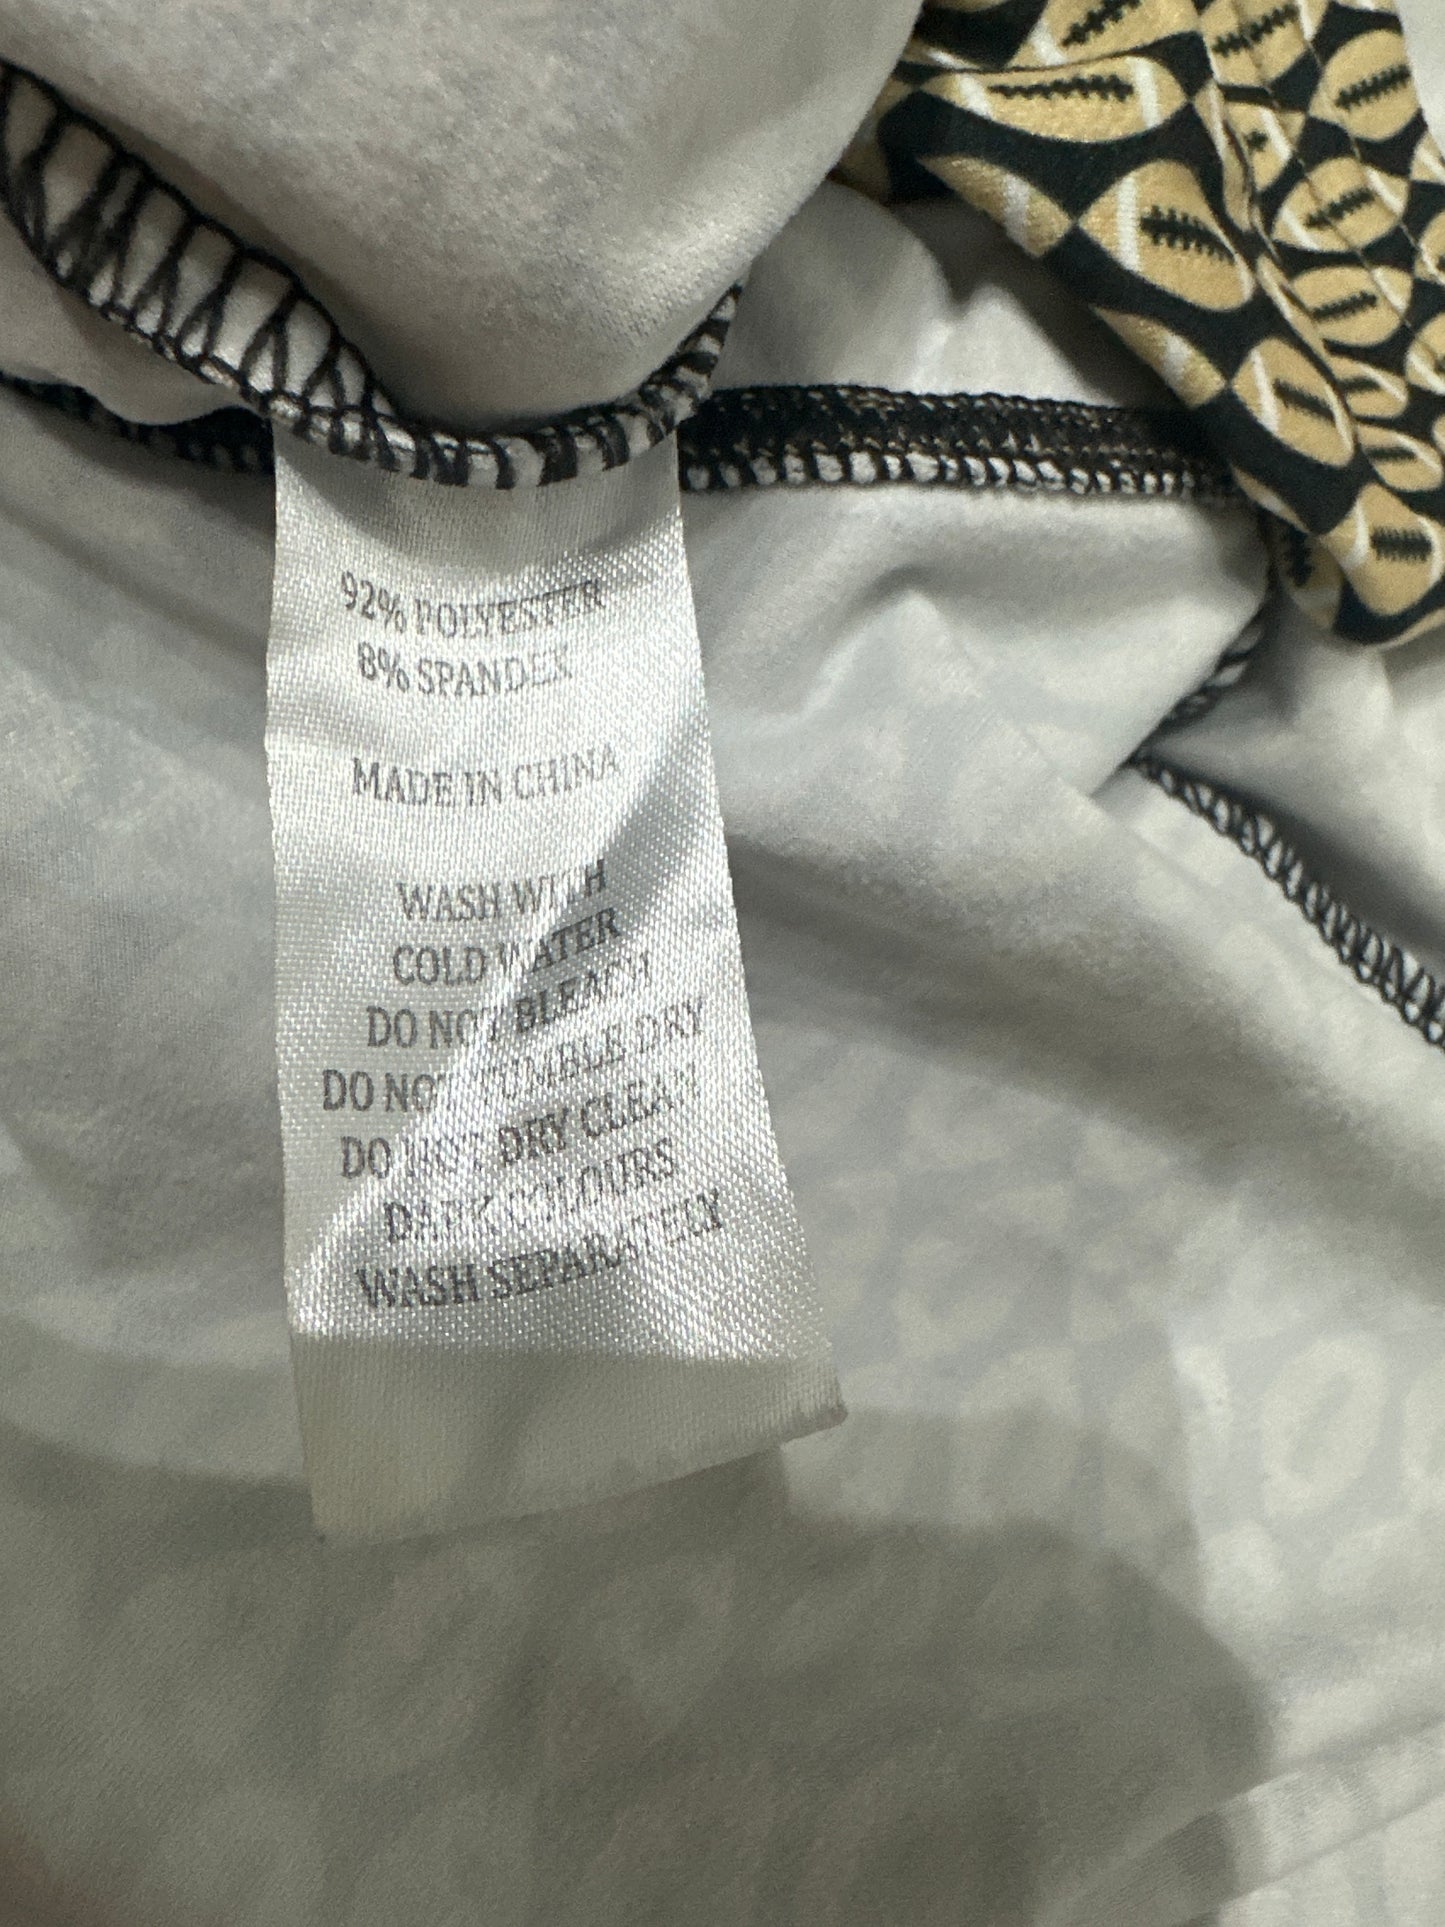 92% POLYESTER
8% SPANDEX
MADE IN CHINA
WASH WITH
COLD WATER
DO NOT BLEACH
DO NOT TUMBLE DRY
DO NOT DRY CLEAN
DARK COLOURS
WASH SEPARATELY